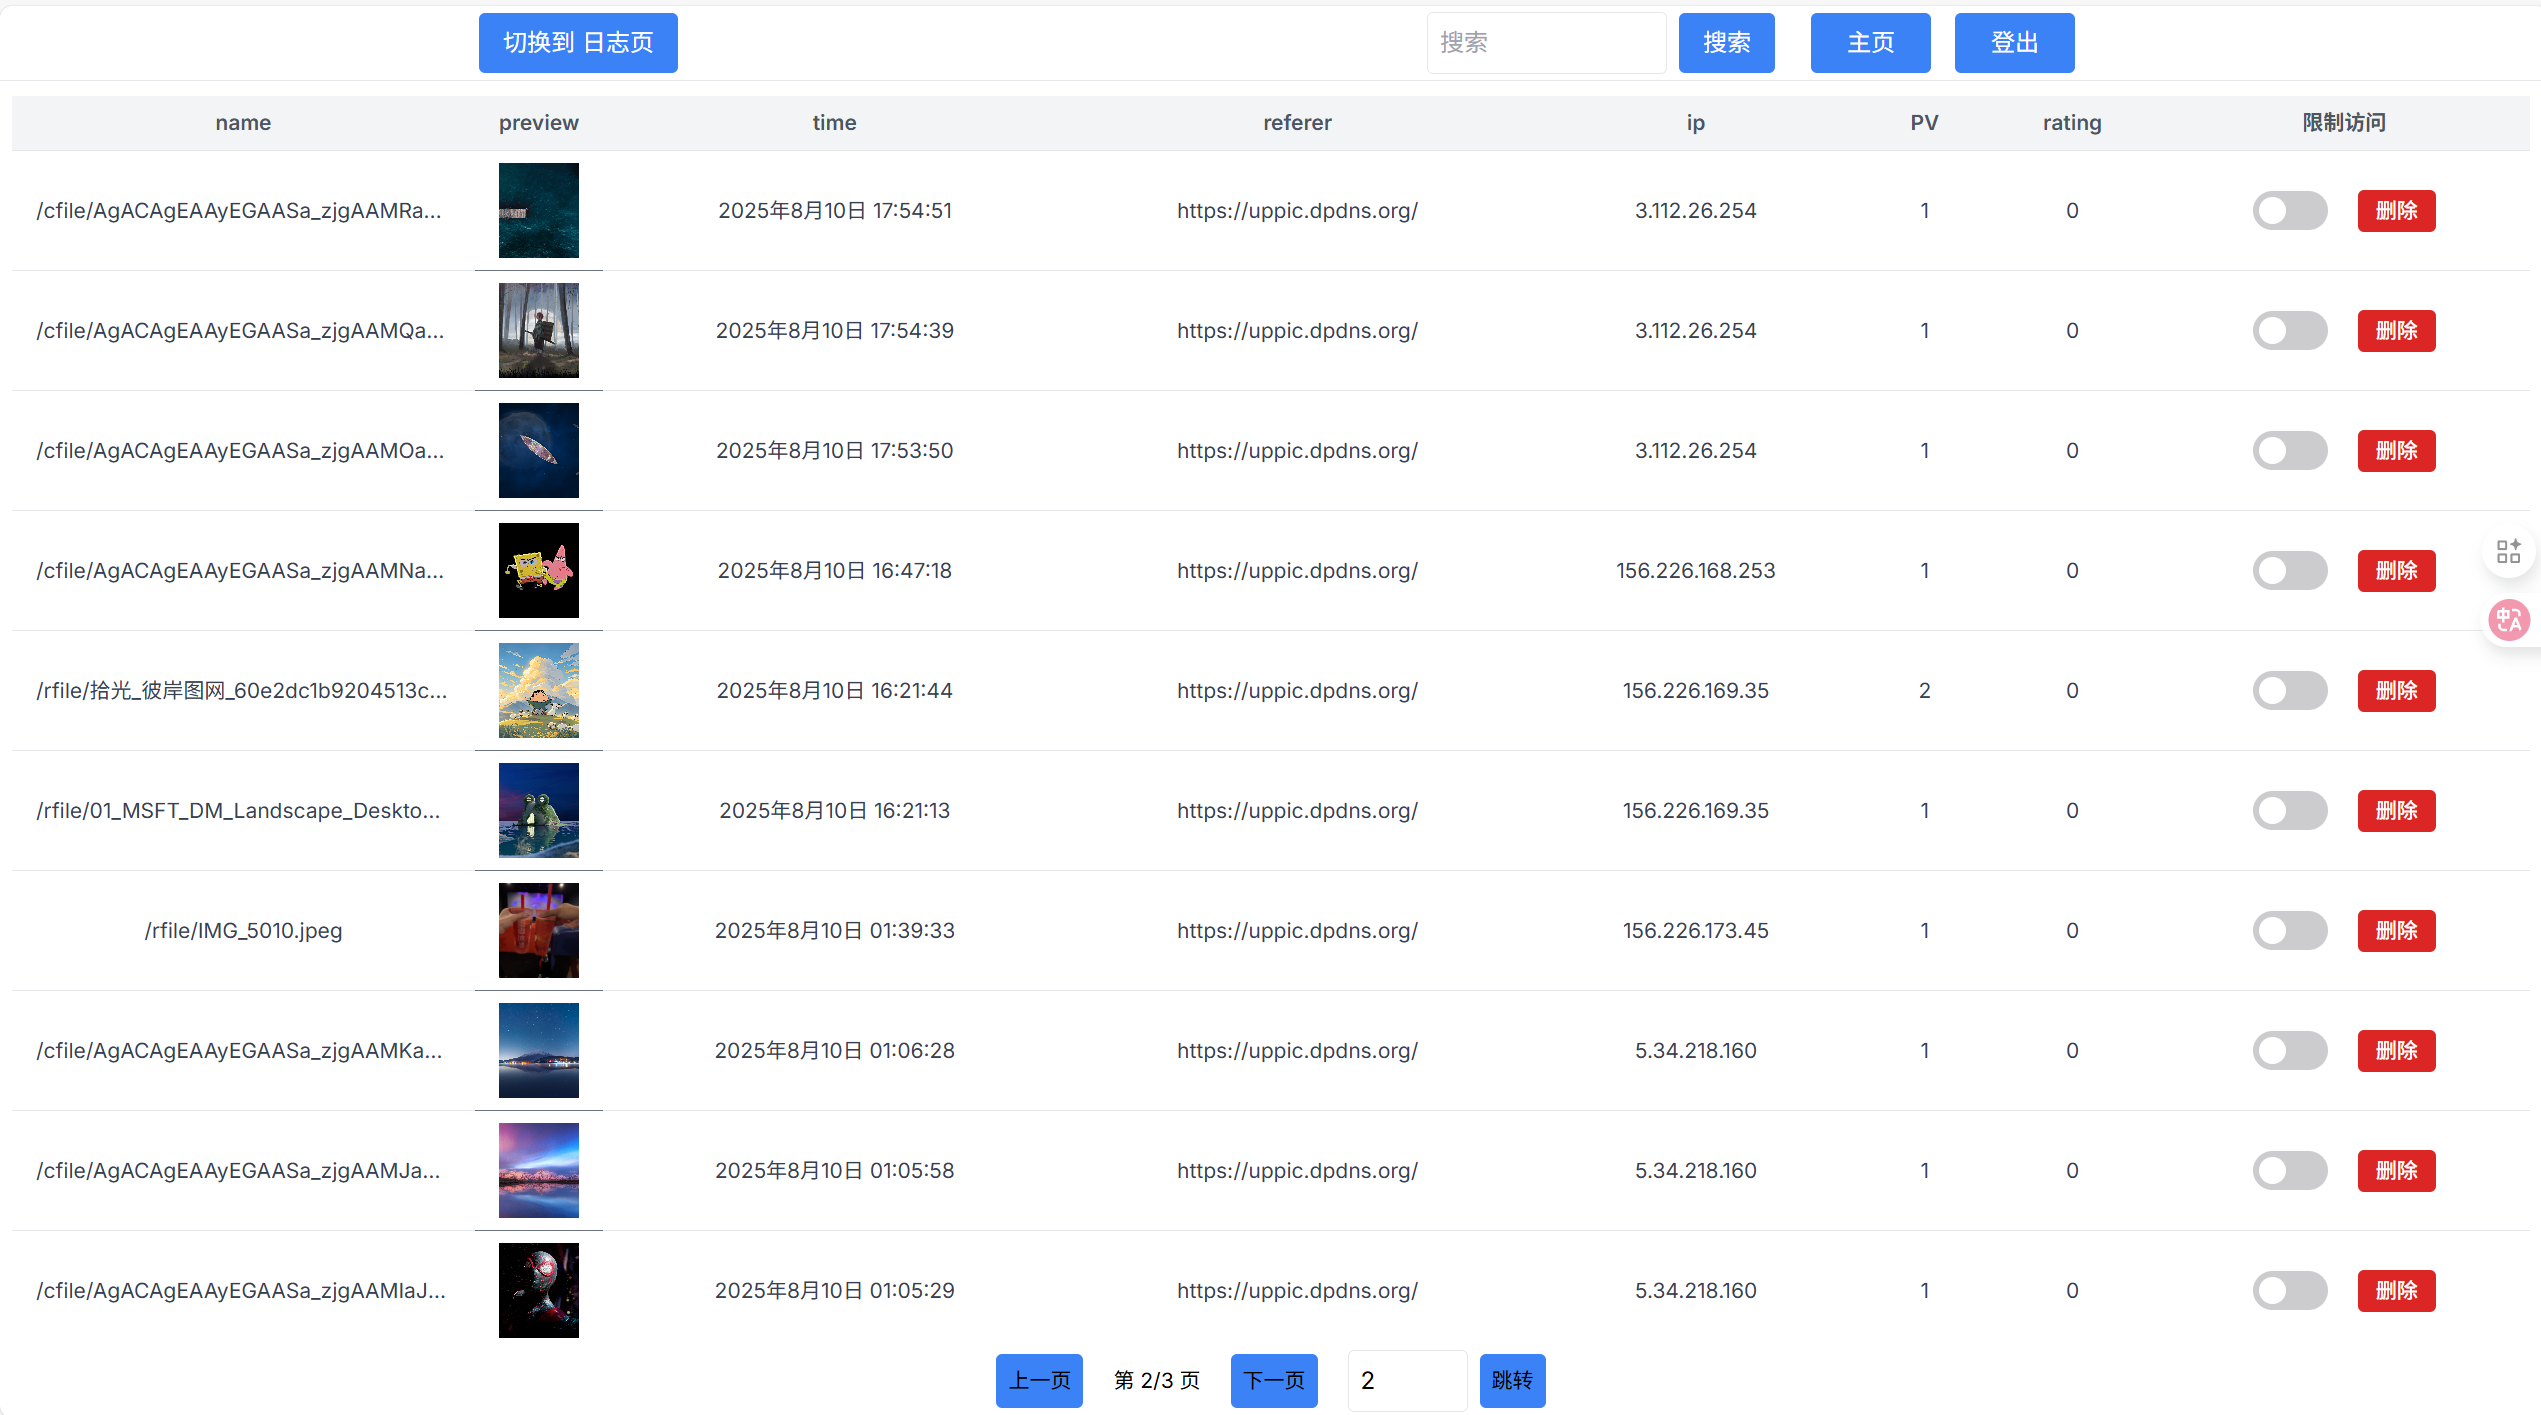 切换到 日志页 搜索 搜索 主页 登出
name preview time referer ip PV rating 限制访问
/cfile/AgACAgEAAyEGAASa_zjgAAMRa... 2025年8月10日 17:54:51 https://uppic.dpdns.org/ 3.112.26.254 1 0 删除
/cfile/AgACAgEAAyEGAASa_zjgAAMQa... 2025年8月10日 17:54:39 https://uppic.dpdns.org/ 3.112.26.254 1 0 删除
/cfile/AgACAgEAAyEGAASa_zjgAAMOa... 2025年8月10日 17:53:50 https://uppic.dpdns.org/ 3.112.26.254 1 0 删除
/cfile/AgACAgEAAyEGAASa_zjgAAMNa... 2025年8月10日 16:47:18 https://uppic.dpdns.org/ 156.226.168.253 1 0 删除
/rfile/拾光_彼岸图网_60e2dc1b9204513c... 2025年8月10日 16:21:44 https://uppic.dpdns.org/ 156.226.169.35 2 0 删除
/rfile/01_MSFT_DM_Landscape_Deskto... 2025年8月10日 16:21:13 https://uppic.dpdns.org/ 156.226.169.35 1 0 删除
/rfile/IMG_5010.jpeg 2025年8月10日 01:39:33 https://uppic.dpdns.org/ 156.226.173.45 1 0 删除
/cfile/AgACAgEAAyEGAASa_zjgAAMKa... 2025年8月10日 01:06:28 https://uppic.dpdns.org/ 5.34.218.160 1 0 删除
/cfile/AgACAgEAAyEGAASa_zjgAAMJa... 2025年8月10日 01:05:58 https://uppic.dpdns.org/ 5.34.218.160 1 0 删除
/cfile/AgACAgEAAyEGAASa_zjgAAMIaJ... 2025年8月10日 01:05:29 https://uppic.dpdns.org/ 5.34.218.160 1 0 删除
上一页 第 2/3 页 下一页 2 跳转